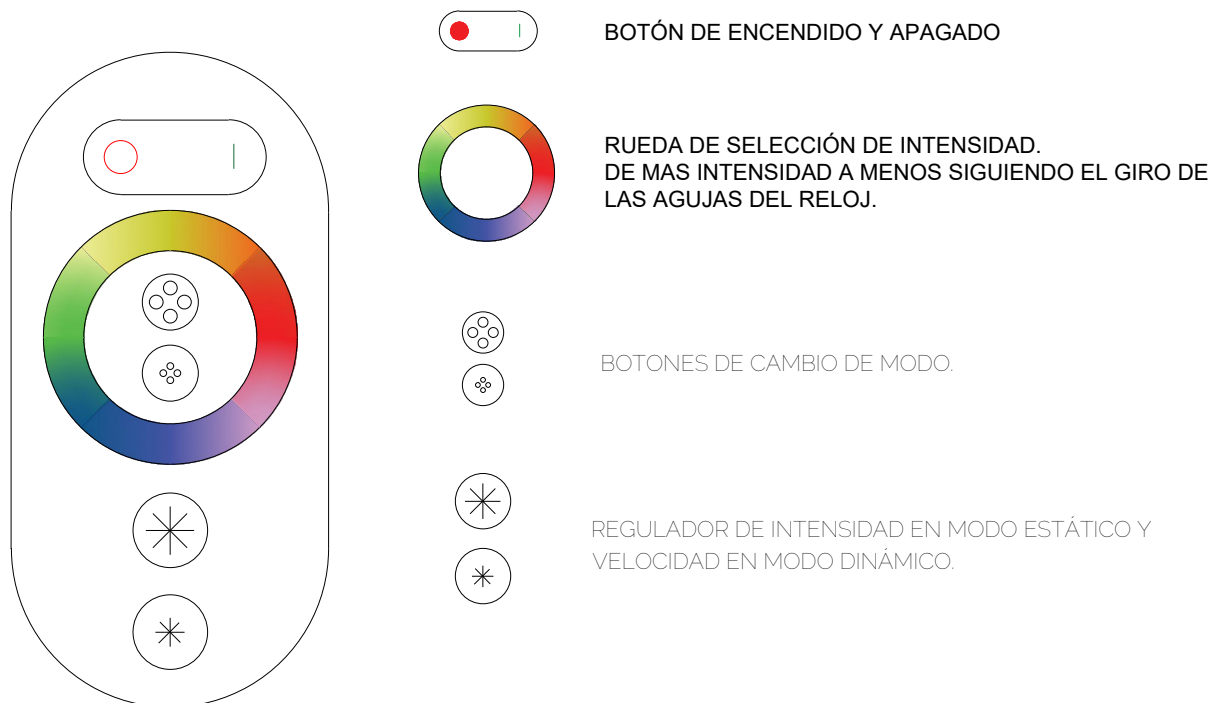 BOTÓN DE ENCENDIDO Y APAGADO
RUEDA DE SELECCIÓN DE INTENSIDAD.
DE MAS INTENSIDAD A MENOS SIGUIENDO EL GIRO DE
LAS AGUJAS DEL RELOJ.
BOTONES DE CAMBIO DE MODO.
REGULADOR DE INTENSIDAD EN MODO ESTÁTICO Y
VELOCIDAD EN MODO DINÁMICO.